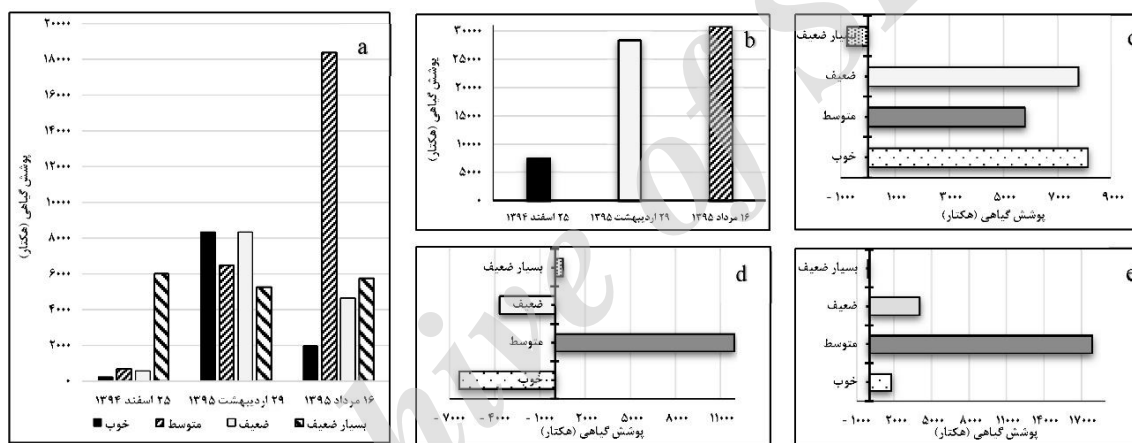 a
۲۰۰۰۰
۱۸۰۰۰
۱۶۰۰۰
۱۴۰۰۰
۱۲۰۰۰
۱۰۰۰۰
۸۰۰۰
۶۰۰۰
۴۰۰۰
۲۰۰۰
۰
پوشش گیاهی (هکتار)
۲۵ اسفند ۱۳۹۴
۲۹ اردیبهشت ۱۳۹۵
۱۶ مرداد ۱۳۹۵
خوب
متوسط
ضعیف
بسیار ضعیف
b
۳۰۰۰۰
۲۵۰۰۰
۲۰۰۰۰
۱۵۰۰۰
۱۰۰۰۰
۵۰۰۰
۰
پوشش گیاهی (هکتار)
۲۵ اسفند ۱۳۹۴
۲۹ اردیبهشت ۱۳۹۵
۱۶ مرداد ۱۳۹۵
c
بسیار ضعیف
ضعیف
متوسط
خوب
-۱۰۰۰
۱۰۰۰
۳۰۰۰
۵۰۰۰
۷۰۰۰
۹۰۰۰
پوشش گیاهی (هکتار)
d
بسیار ضعیف
ضعیف
متوسط
خوب
-۷۰۰۰
-۴۰۰۰
-۱۰۰۰
۲۰۰۰
۵۰۰۰
۸۰۰۰
۱۱۰۰۰
پوشش گیاهی (هکتار)
e
بسیار ضعیف
ضعیف
متوسط
خوب
-۱۰۰۰
۲۰۰۰
۵۰۰۰
۸۰۰۰
۱۱۰۰۰
۱۴۰۰۰
۱۷۰۰۰
پوشش گیاهی (هکتار)
hive of